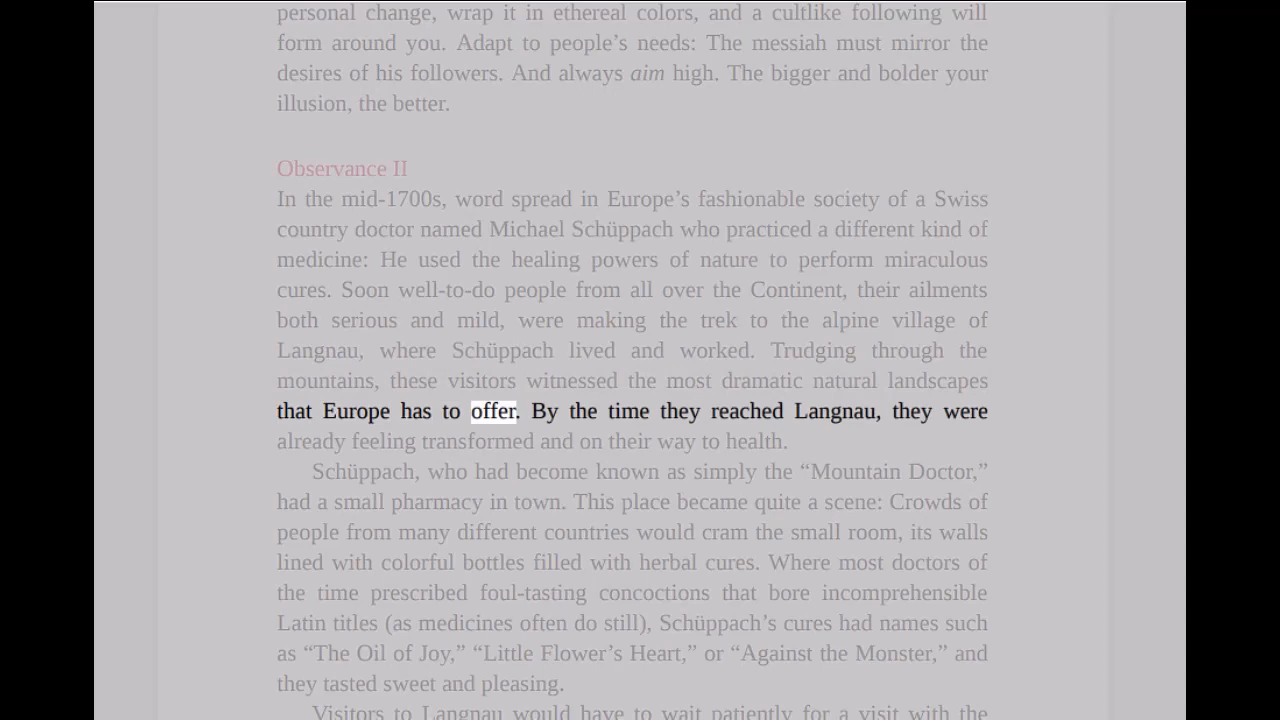 personal change, wrap it in ethereal colors, and a cultlike following will
form around you. Adapt to people’s needs: The messiah must mirror the
desires of his followers. And always aim high. The bigger and bolder your
illusion, the better.
Observance II
In the mid-1700s, word spread in Europe’s fashionable society of a Swiss
country doctor named Michael Schüppach who practiced a different kind of
medicine: He used the healing powers of nature to perform miraculous
cures. Soon well-to-do people from all over the Continent, their ailments
both serious and mild, were making the trek to the alpine village of
Langnau, where Schüppach lived and worked. Trudging through the
mountains, these visitors witnessed the most dramatic natural landscapes
that Europe has to offer. By the time they reached Langnau, they were
already feeling transformed and on their way to health.
Schüppach, who had become known as simply the “Mountain Doctor,”
had a small pharmacy in town. This place became quite a scene: Crowds of
people from many different countries would cram the small room, its walls
lined with colorful bottles filled with herbal cures. Where most doctors of
the time prescribed foul-tasting concoctions that bore incomprehensible
Latin titles (as medicines often do still), Schüppach’s cures had names such
as “The Oil of Joy,” “Little Flower’s Heart,” or “Against the Monster,” and
they tasted sweet and pleasing.
Visitors to Langnau would have to wait patiently for a visit with the